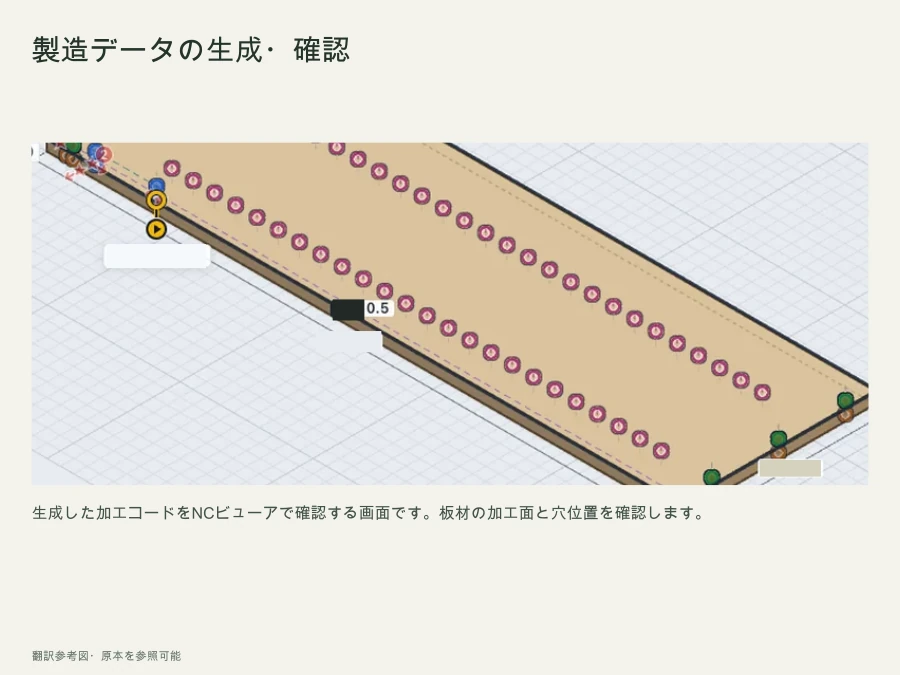 製造データの生成· 確認
2
0.5
生成した加工コードをNCビューアで確認する画面です。板材の加工面と穴位置を確認します。
翻訳参考図· 原本を参照可能